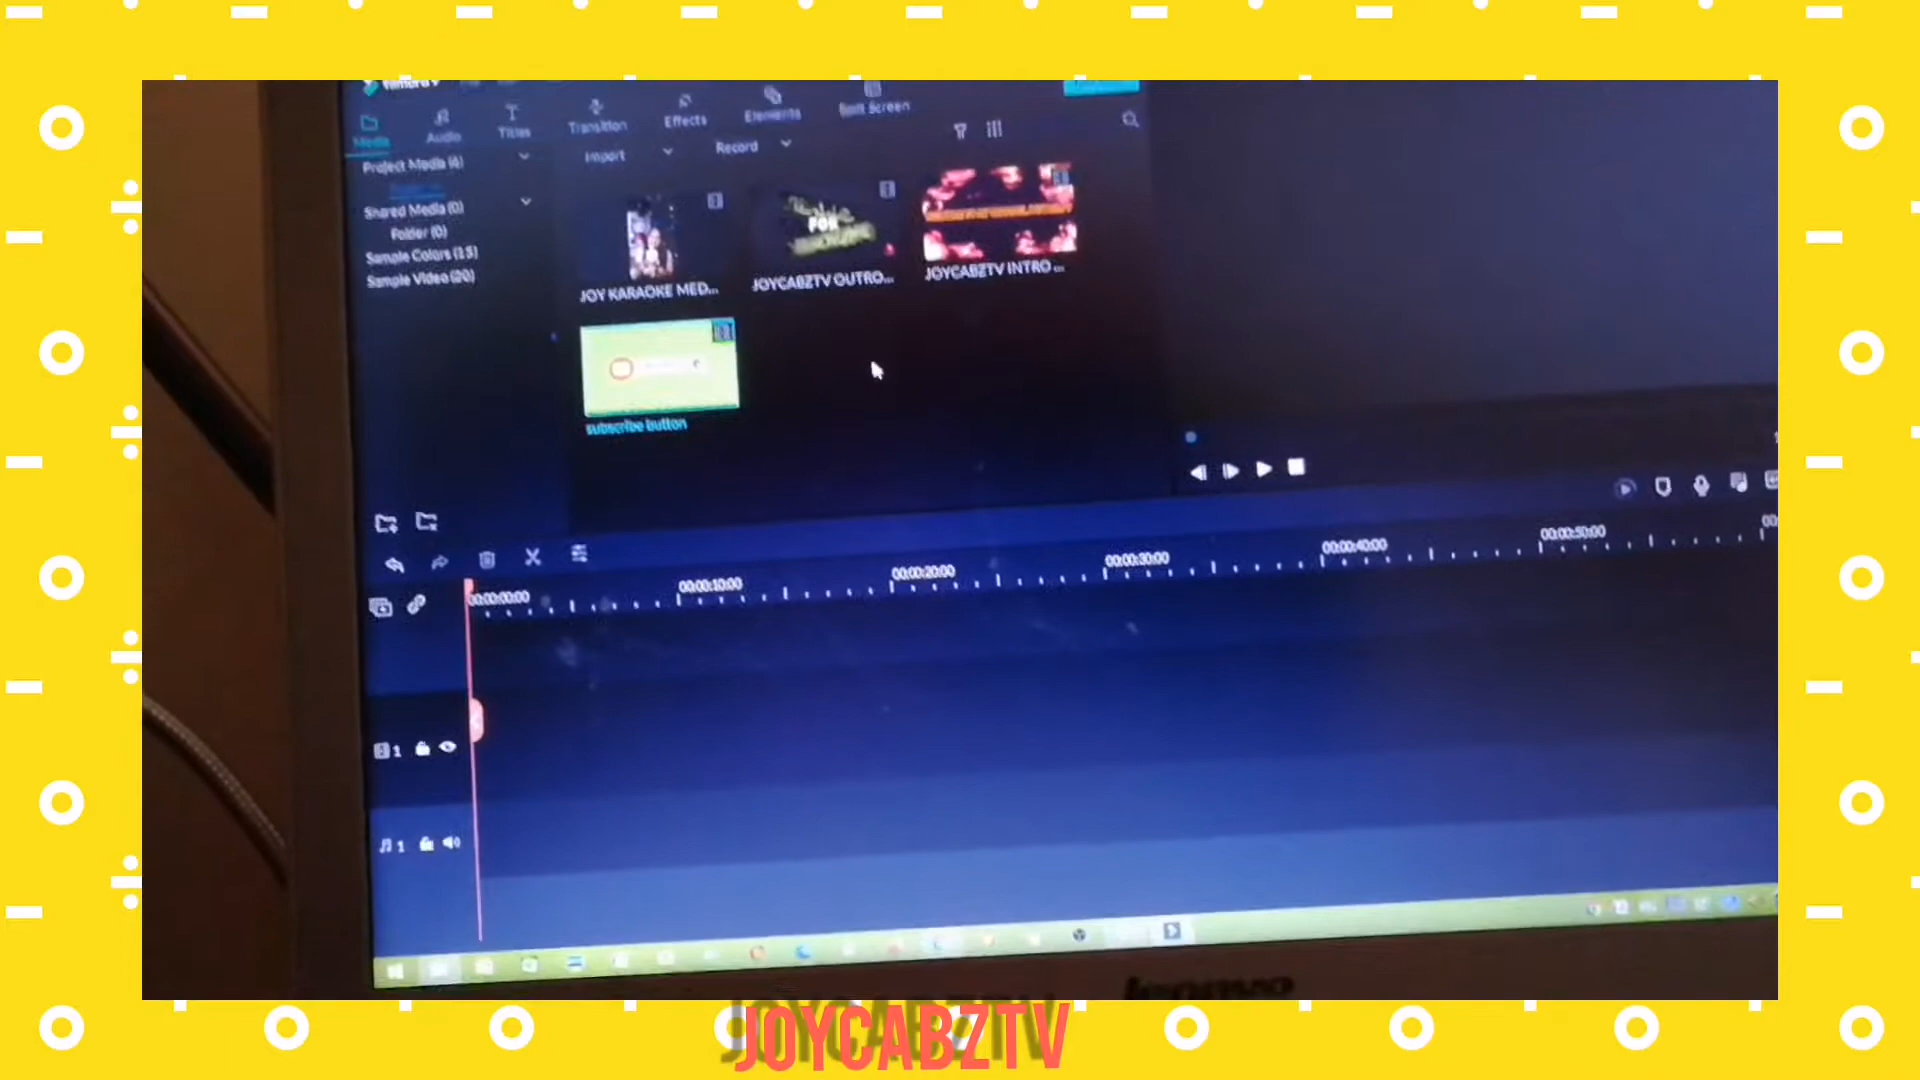 Media
Audio
Titles
Transition
Effects
Elements
Split Screen
Project Media (4)
Import
Record
Shared Media (0)
Folder (0)
Sample Colors (15)
Sample Video (20)
JOY KARAOKE MED...
FOR
JOYCABZTV OUTRO...
JOYCABZTV INTRO ...
subscribe button
00:00:00:00
00:00:10:00
00:00:20:00
00:00:30:00
00:00:40:00
00:00:50:00
1
1
lenovo
JOYCABZTV